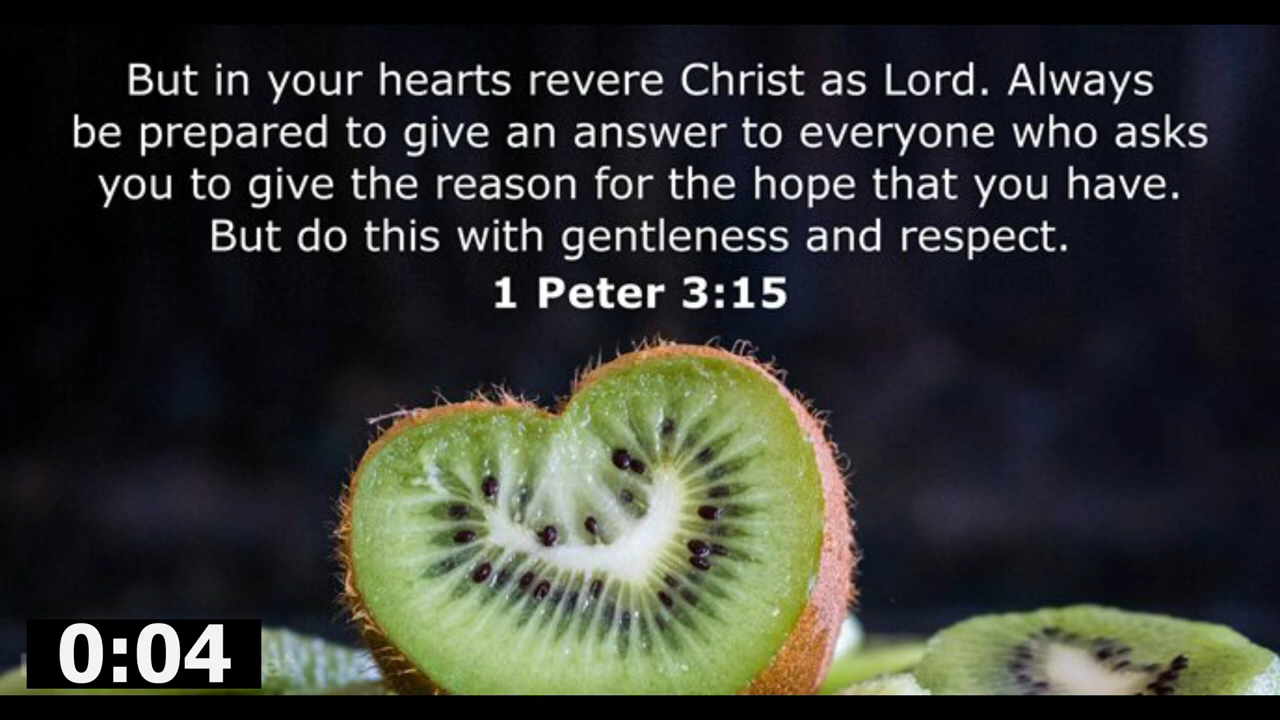 But in your hearts revere Christ as Lord. Always
be prepared to give an answer to everyone who asks
you to give the reason for the hope that you have.
But do this with gentleness and respect.
1 Peter 3:15
0:04